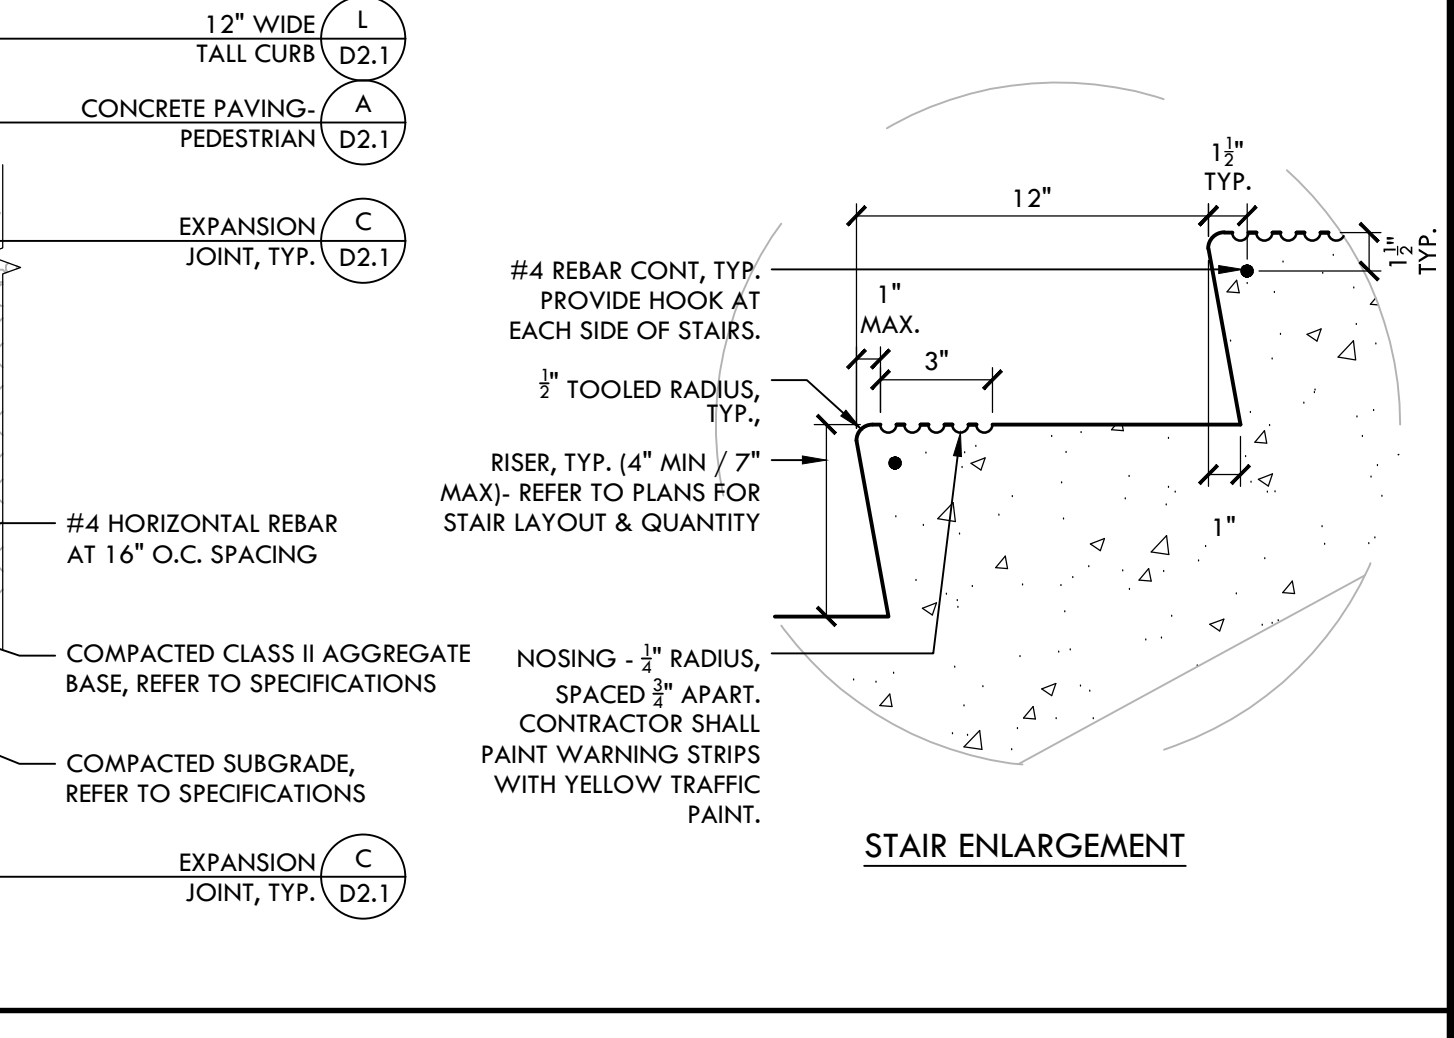 12" WIDE
TALL CURB
L
D2.1
CONCRETE PAVING-
PEDESTRIAN
A
D2.1
EXPANSION
JOINT, TYP.
C
D2.1
#4 HORIZONTAL REBAR
AT 16" O.C. SPACING
COMPACTED CLASS II AGGREGATE
BASE, REFER TO SPECIFICATIONS
COMPACTED SUBGRADE,
REFER TO SPECIFICATIONS
EXPANSION
JOINT, TYP.
C
D2.1
12"
1 1/2"
TYP.
1 1/2"
TYP.
#4 REBAR CONT, TYP.
PROVIDE HOOK AT
EACH SIDE OF STAIRS.
1"
MAX.
3"
1/2" TOOLED RADIUS,
TYP.,
RISER, TYP. (4" MIN / 7"
MAX)- REFER TO PLANS FOR
STAIR LAYOUT & QUANTITY
1"
NOSING - 1/4" RADIUS,
SPACED 3/4" APART.
CONTRACTOR SHALL
PAINT WARNING STRIPS
WITH YELLOW TRAFFIC
PAINT.
STAIR ENLARGEMENT